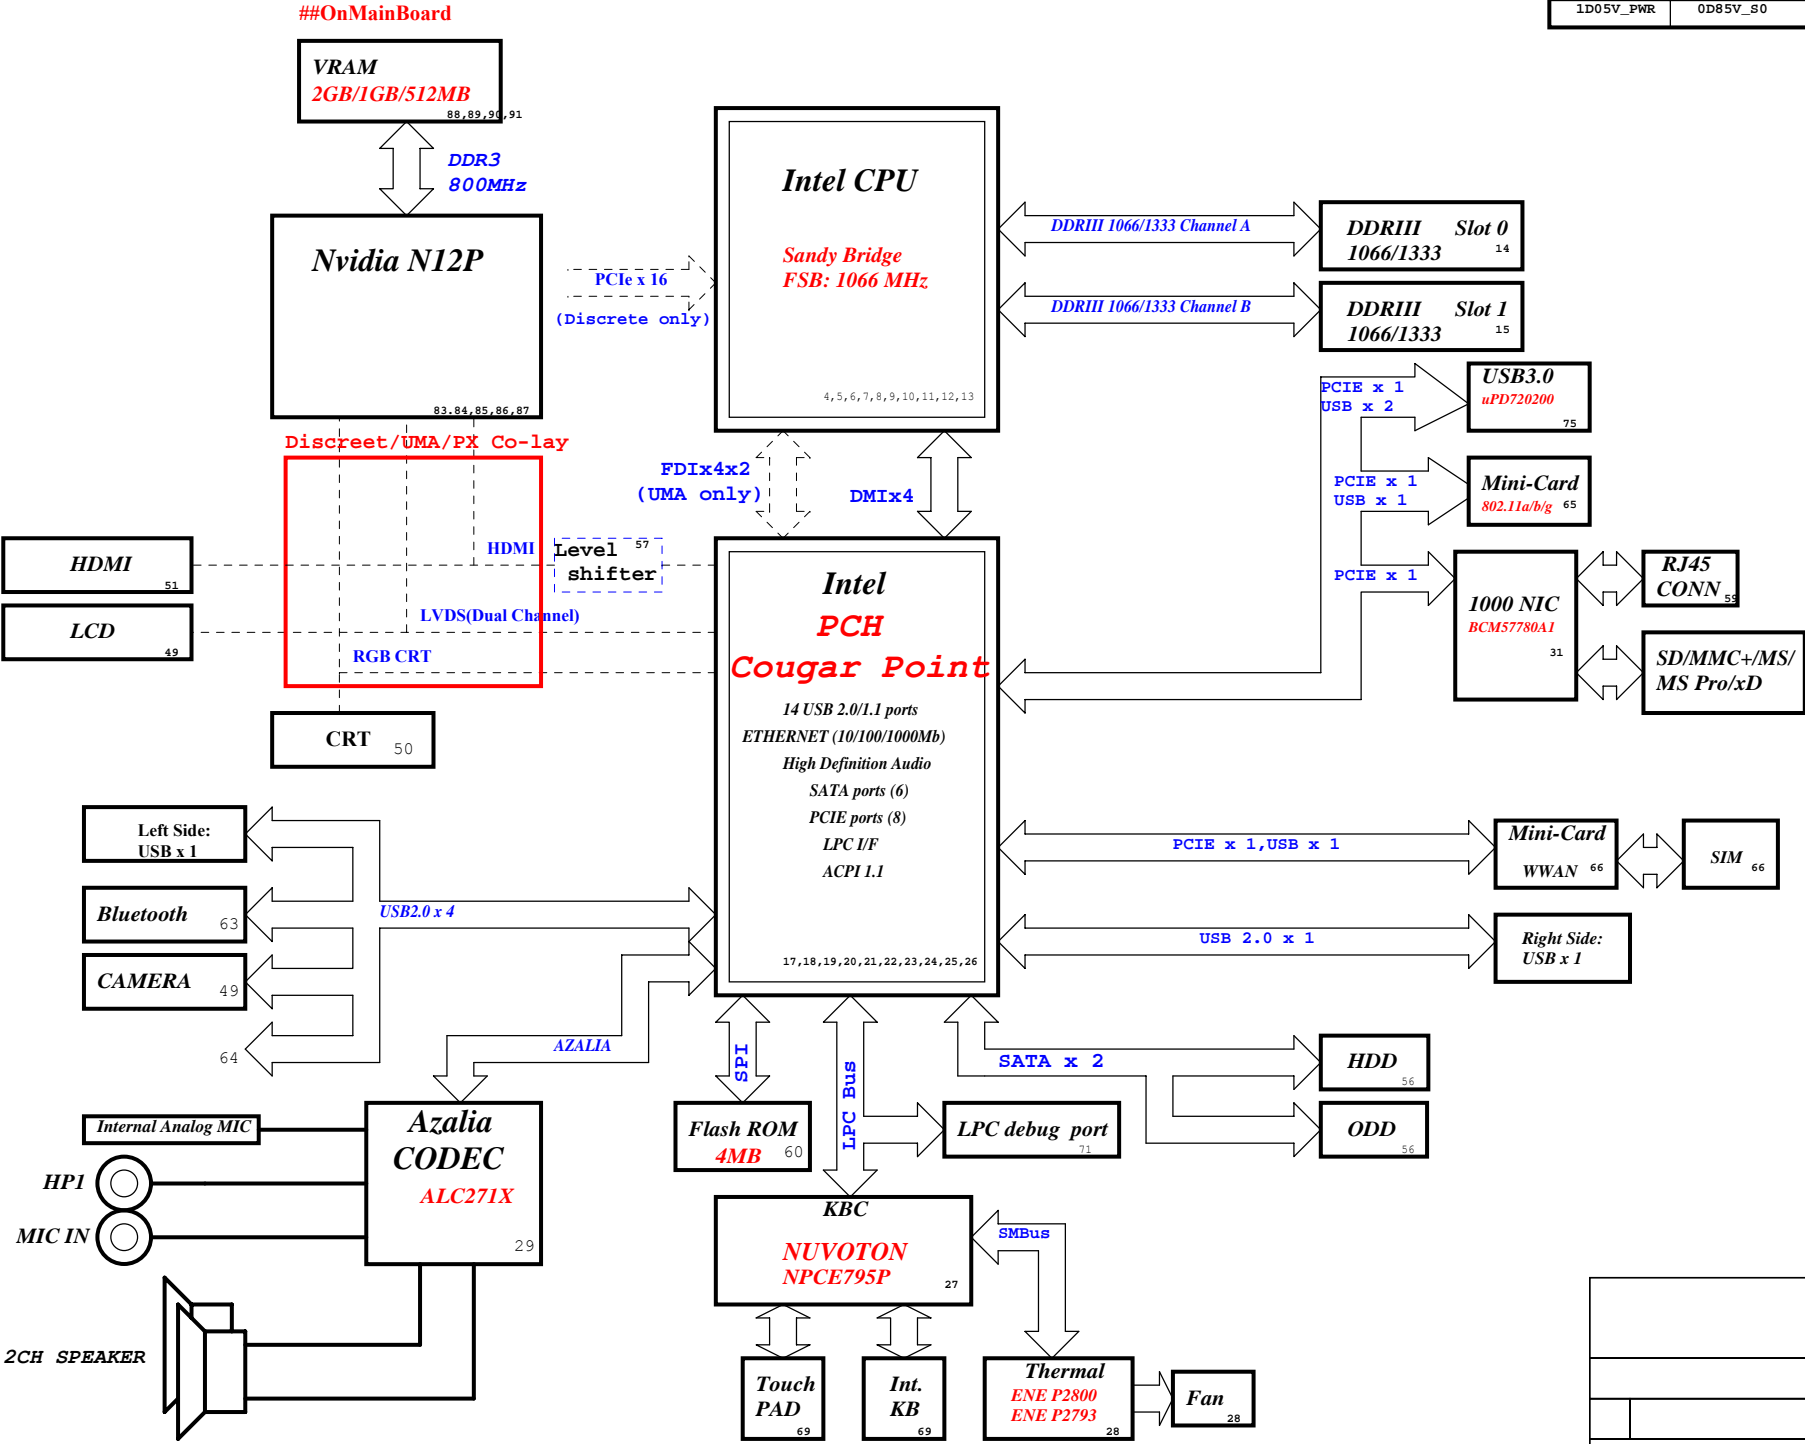 ##OnMainBoard
1D05V_PWR 0D85V_S0
VRAM
2GB/1GB/512MB
88,89,90,91
DDR3
800MHz
Nvidia N12P
83.84,85,86,87
PCIe x 16
(Discrete only)
Intel CPU
Sandy Bridge
FSB: 1066 MHz
4,5,6,7,8,9,10,11,12,13
DDRIII 1066/1333 Channel A
DDRIII Slot 0
1066/1333 14
DDRIII 1066/1333 Channel B
DDRIII Slot 1
1066/1333 15
PCIE x 1
USB x 2
USB3.0
uPD720200
75
PCIE x 1
USB x 1
Mini-Card
802.11a/b/g 65
PCIE x 1
1000 NIC
BCM57780A1
31
RJ45
CONN 59
SD/MMC+/MS/
MS Pro/xD
Discreet/UMA/PX Co-lay
FDIx4x2
(UMA only)
DMIx4
HDMI
51
HDMI
Level 57
shifter
LCD
49
LVDS(Dual Channel)
RGB CRT
CRT 50
Intel
PCH
Cougar Point
14 USB 2.0/1.1 ports
ETHERNET (10/100/1000Mb)
High Definition Audio
SATA ports (6)
PCIE ports (8)
LPC I/F
ACPI 1.1
17,18,19,20,21,22,23,24,25,26
Left Side:
USB x 1
Bluetooth 63
CAMERA 49
64
USB2.0 x 4
AZALIA
PCIE x 1,USB x 1
Mini-Card
WWAN 66
SIM 66
USB 2.0 x 1
Right Side:
USB x 1
SPI
LPC Bus
SATA x 2
HDD
56
ODD
56
Flash ROM
4MB 60
LPC debug port
71
Internal Analog MIC
HP1
MIC IN
Azalia
CODEC
ALC271X
29
2CH SPEAKER
KBC
NUVOTON
NPCE795P
27
SMBus
Touch
PAD
69
Int.
KB
69
Thermal
ENE P2800
ENE P2793
28
Fan
28